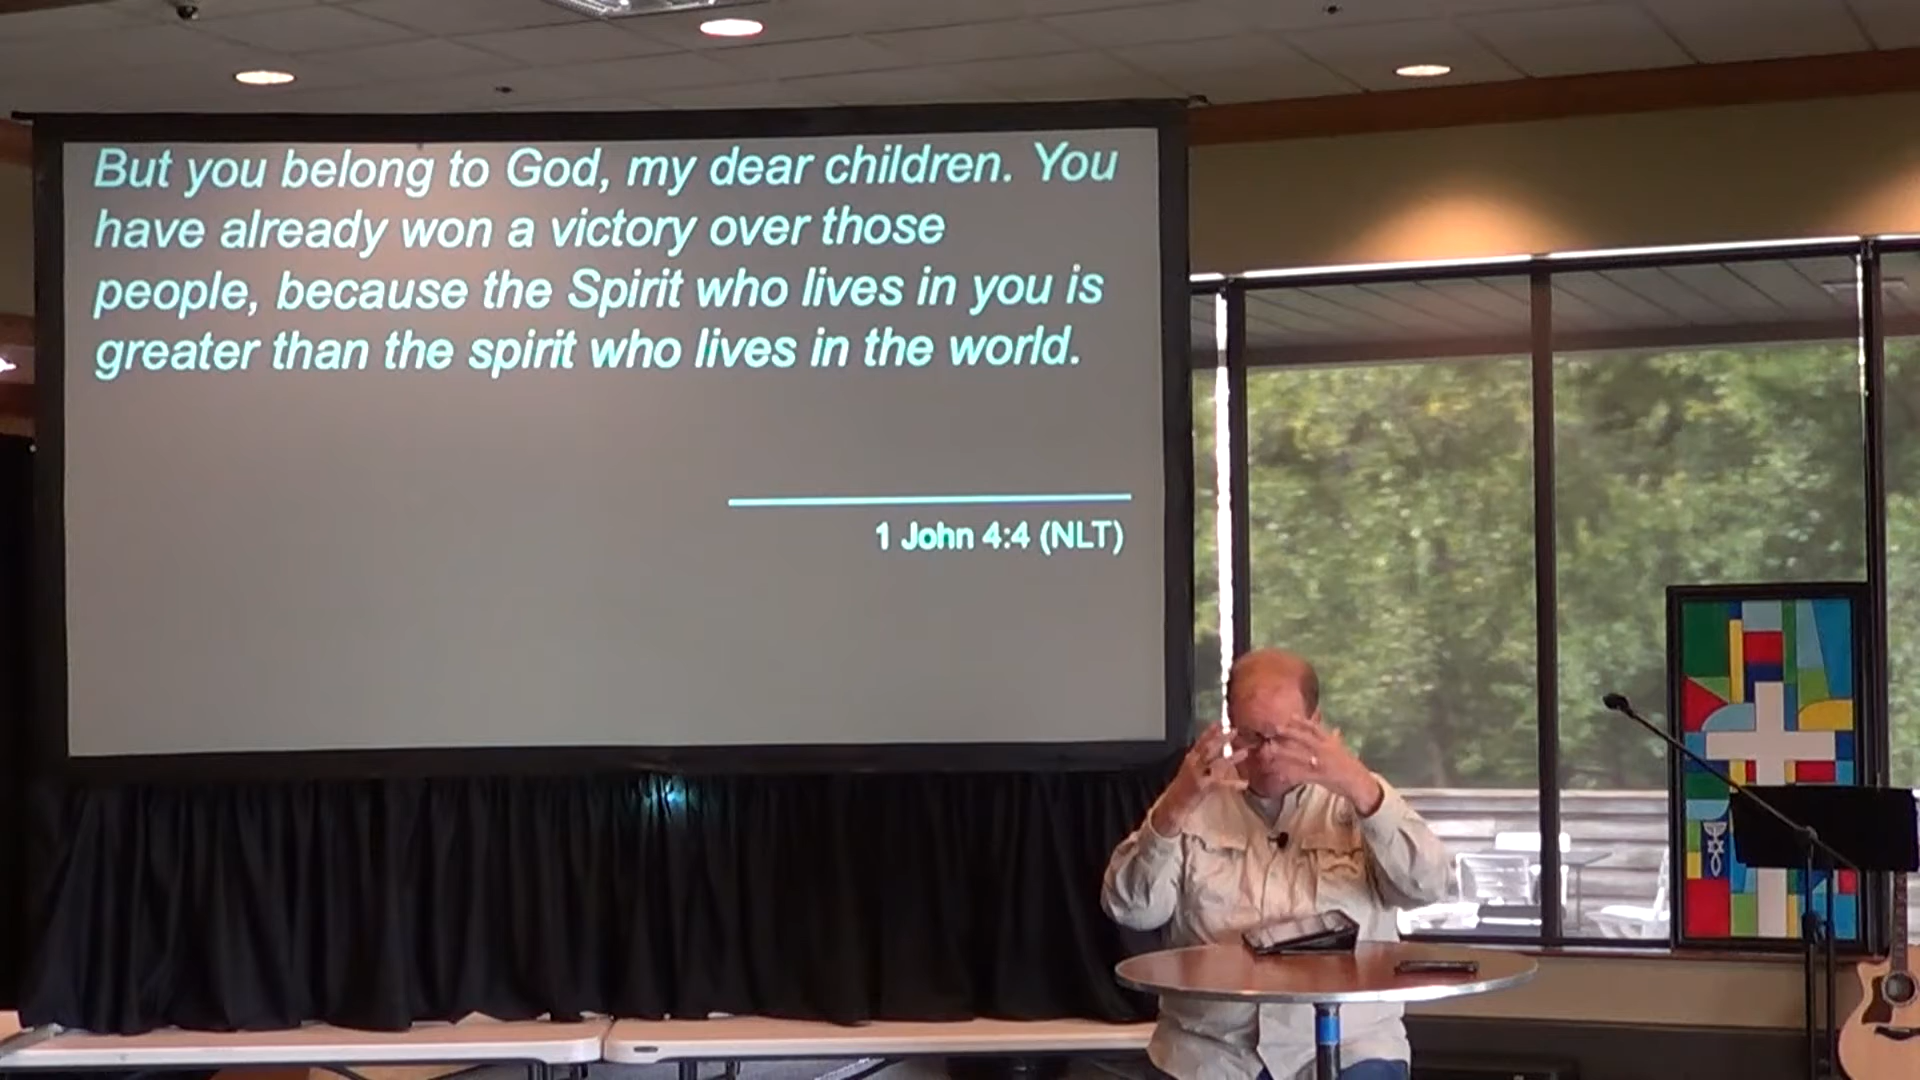 But you belong to God, my dear children. You
have already won a victory over those
people, because the Spirit who lives in you is
greater than the spirit who lives in the world.
1 John 4:4 (NLT)